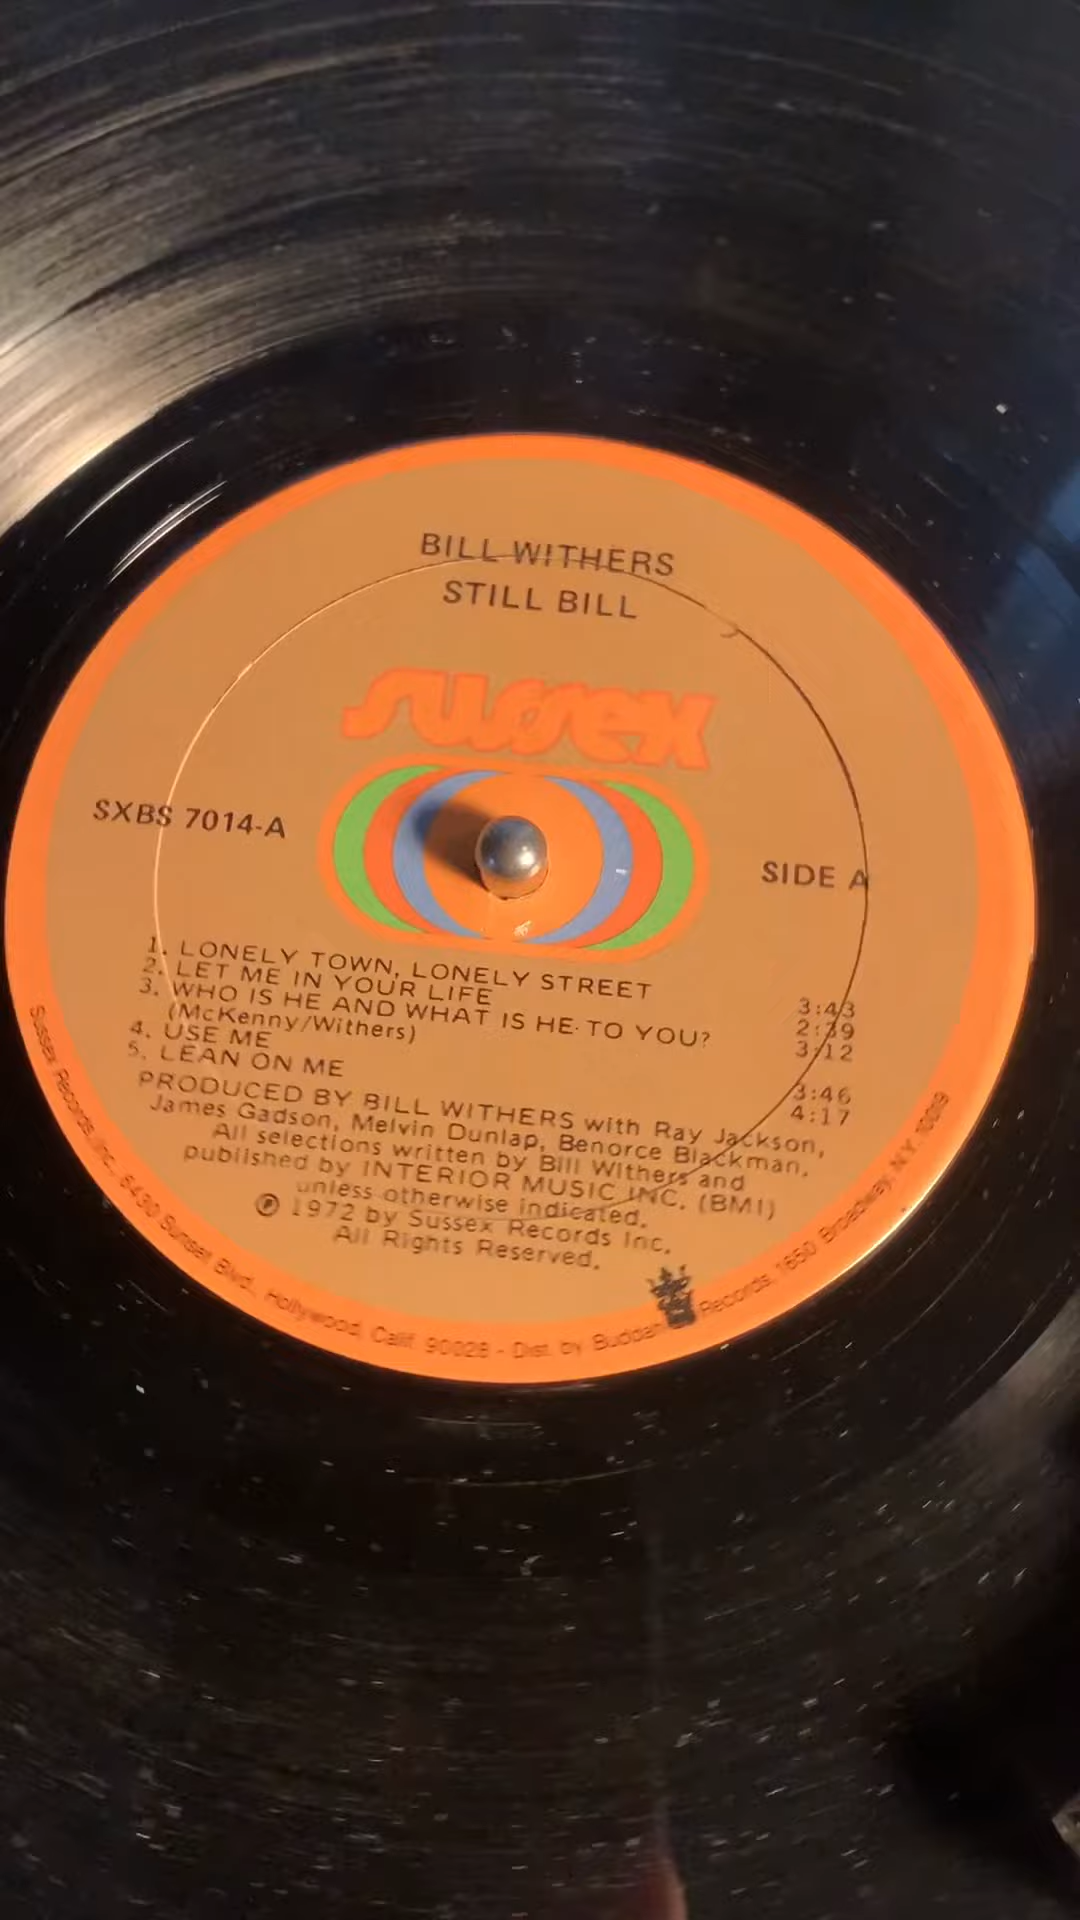 BILL WITHERS
STILL BILL
sussex
SXBS 7014-A
SIDE A
1. LONELY TOWN, LONELY STREET 3:43
2. LET ME IN YOUR LIFE 2:39
3. WHO IS HE AND WHAT IS HE TO YOU? 3:12
(McKenny/Withers)
4. USE ME 3:46
5. LEAN ON ME 4:17
PRODUCED BY BILL WITHERS with Ray Jackson,
James Gadson, Melvin Dunlap, Benorce Blackman.
All selections written by Bill Withers and
published by INTERIOR MUSIC INC. (BMI)
unless otherwise indicated.
℗ 1972 by Sussex Records Inc.
All Rights Reserved.
Sussex Records, Inc., 6430 Sunset Blvd., Hollywood, Calif. 90028 - Dist. by Buddah Records, 1650 Broadway, N.Y. 10019